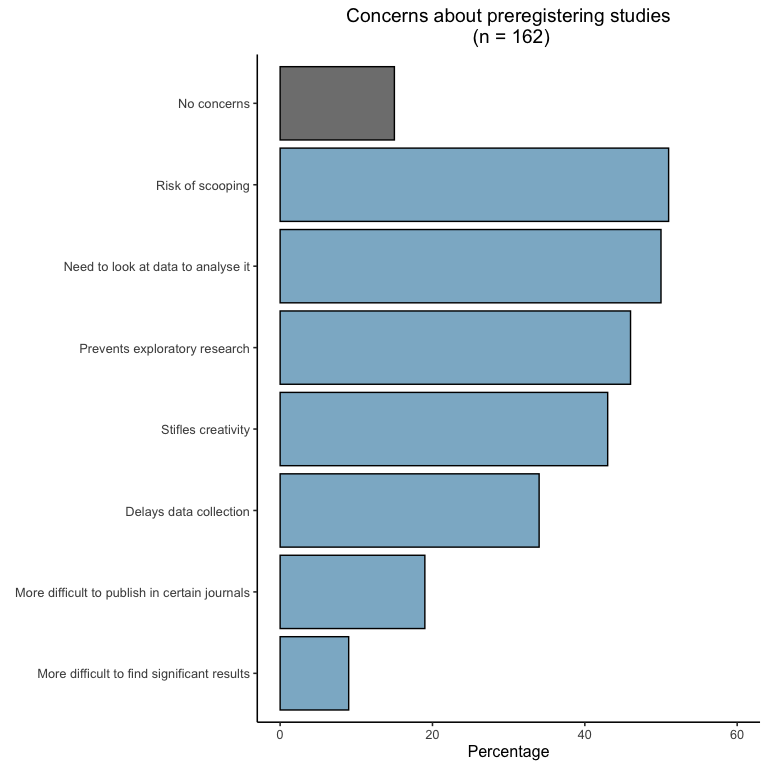 Concerns about preregistering studies
(n = 162)
No concerns
Risk of scooping
Need to look at data to analyse it
Prevents exploratory research
Stifles creativity
Delays data collection
More difficult to publish in certain journals
More difficult to find significant results
0 20 40 60
Percentage